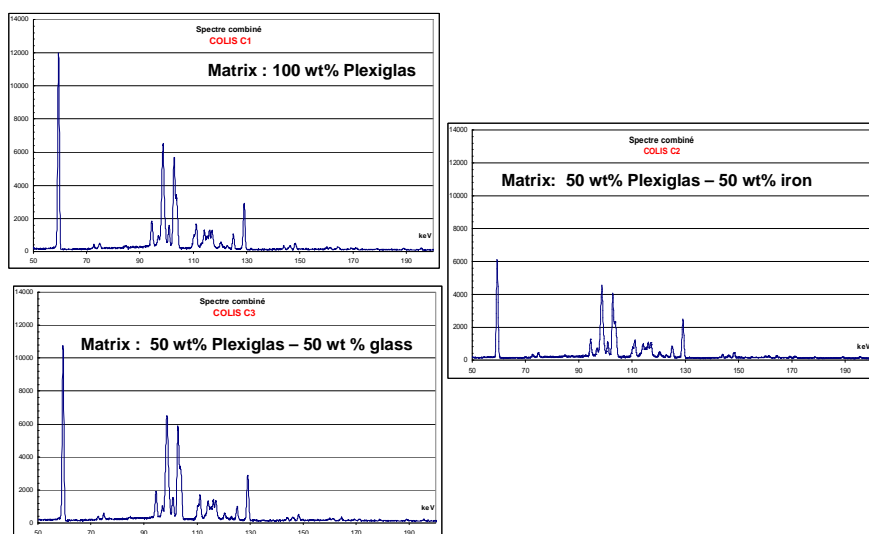 Spectre combiné
COLIS C1
Matrix : 100 wt% Plexiglas
14000
12000
10000
8000
6000
4000
2000
0
keV
50 70 90 110 130 150 170 190
Spectre combiné
COLIS C2
Matrix: 50 wt% Plexiglas – 50 wt% iron
14000
12000
10000
8000
6000
4000
2000
0
keV
50 70 90 110 130 150 170 190
Spectre combiné
COLIS C3
Matrix : 50 wt% Plexiglas – 50 wt % glass
14000
12000
10000
8000
6000
4000
2000
0
keV
50 70 90 110 130 150 170 190